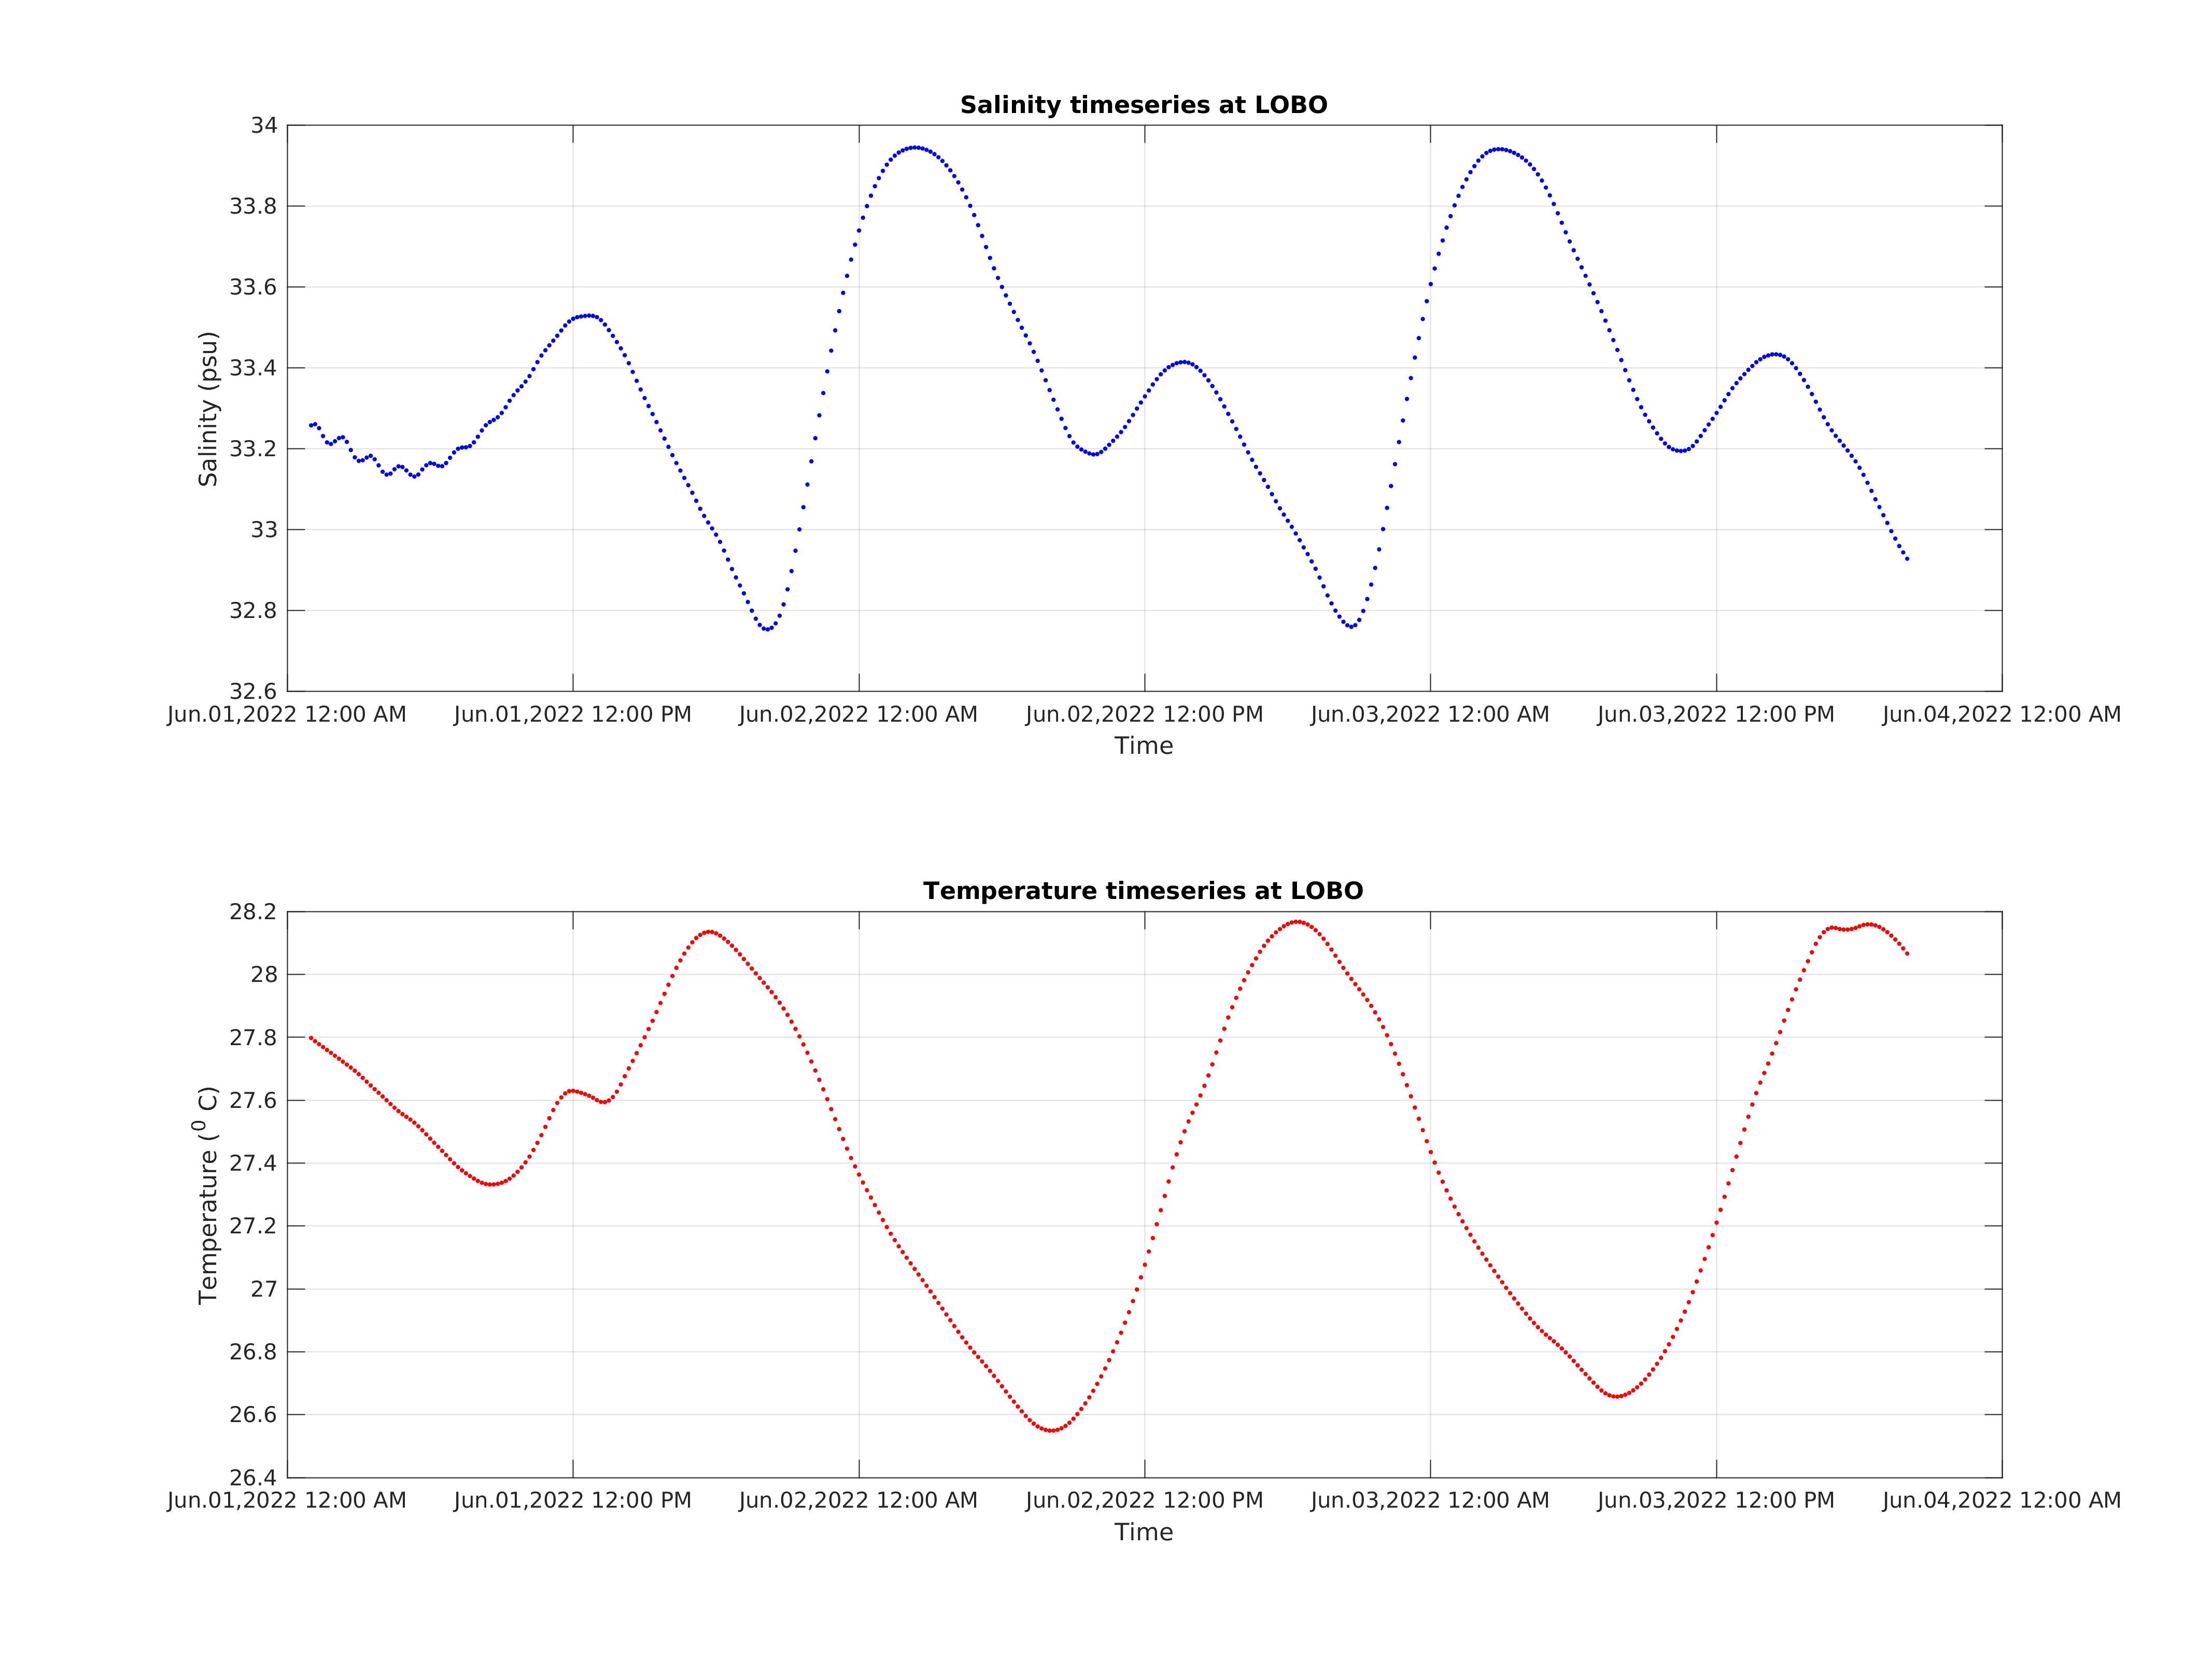 Salinity timeseries at LOBO
34
33.8
33.6
33.4
33.2
33
32.8
32.6
Salinity (psu)
Jun.01,2022 12:00 AM Jun.01,2022 12:00 PM Jun.02,2022 12:00 AM Jun.02,2022 12:00 PM Jun.03,2022 12:00 AM Jun.03,2022 12:00 PM Jun.04,2022 12:00 AM
Time
Temperature timeseries at LOBO
28.2
28
27.8
27.6
27.4
27.2
27
26.8
26.6
26.4
Temperature (⁰ C)
Jun.01,2022 12:00 AM Jun.01,2022 12:00 PM Jun.02,2022 12:00 AM Jun.02,2022 12:00 PM Jun.03,2022 12:00 AM Jun.03,2022 12:00 PM Jun.04,2022 12:00 AM
Time